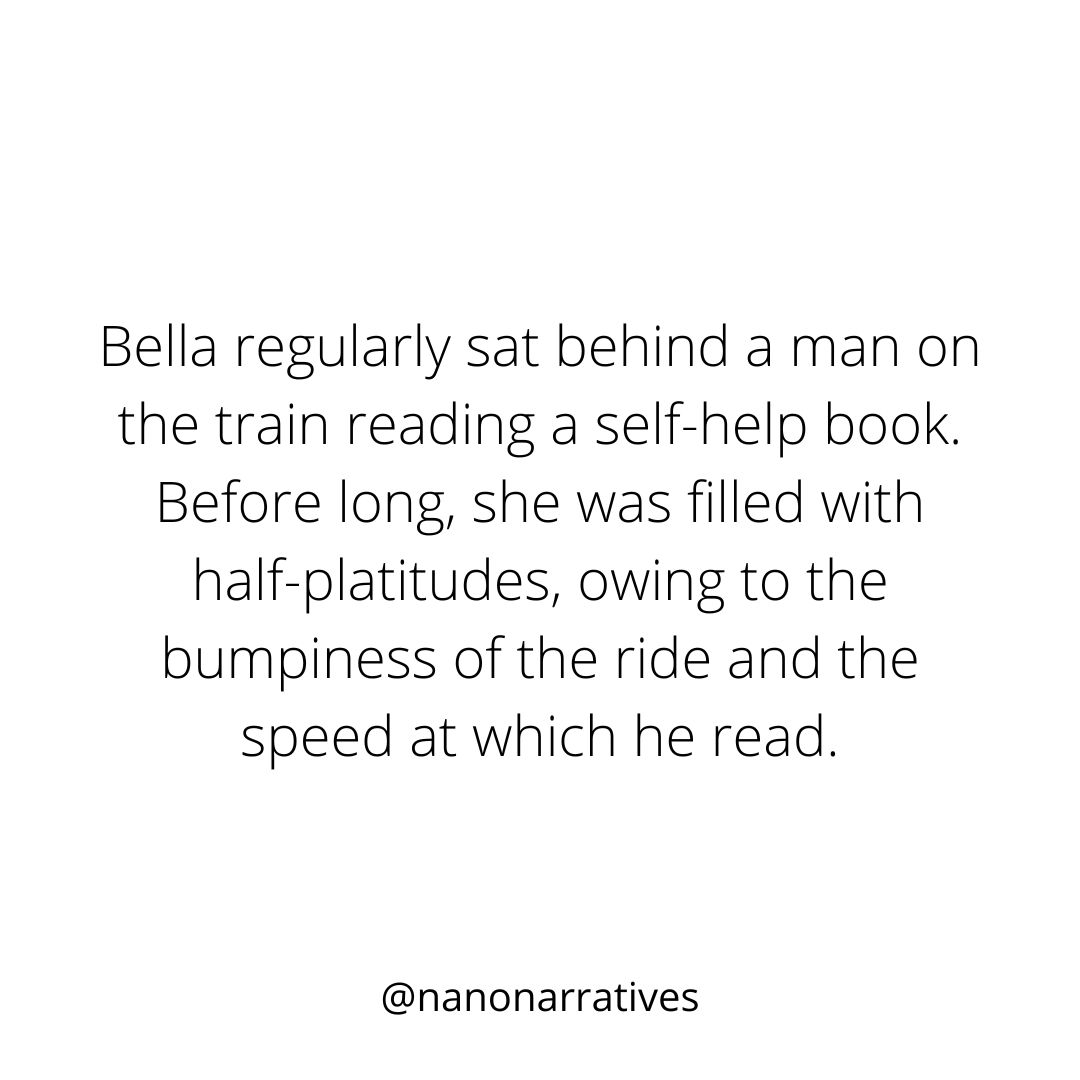 Bella regularly sat behind a man on
the train reading a self-help book.
Before long, she was filled with
half-platitudes, owing to the
bumpiness of the ride and the
speed at which he read.
@nanonarratives